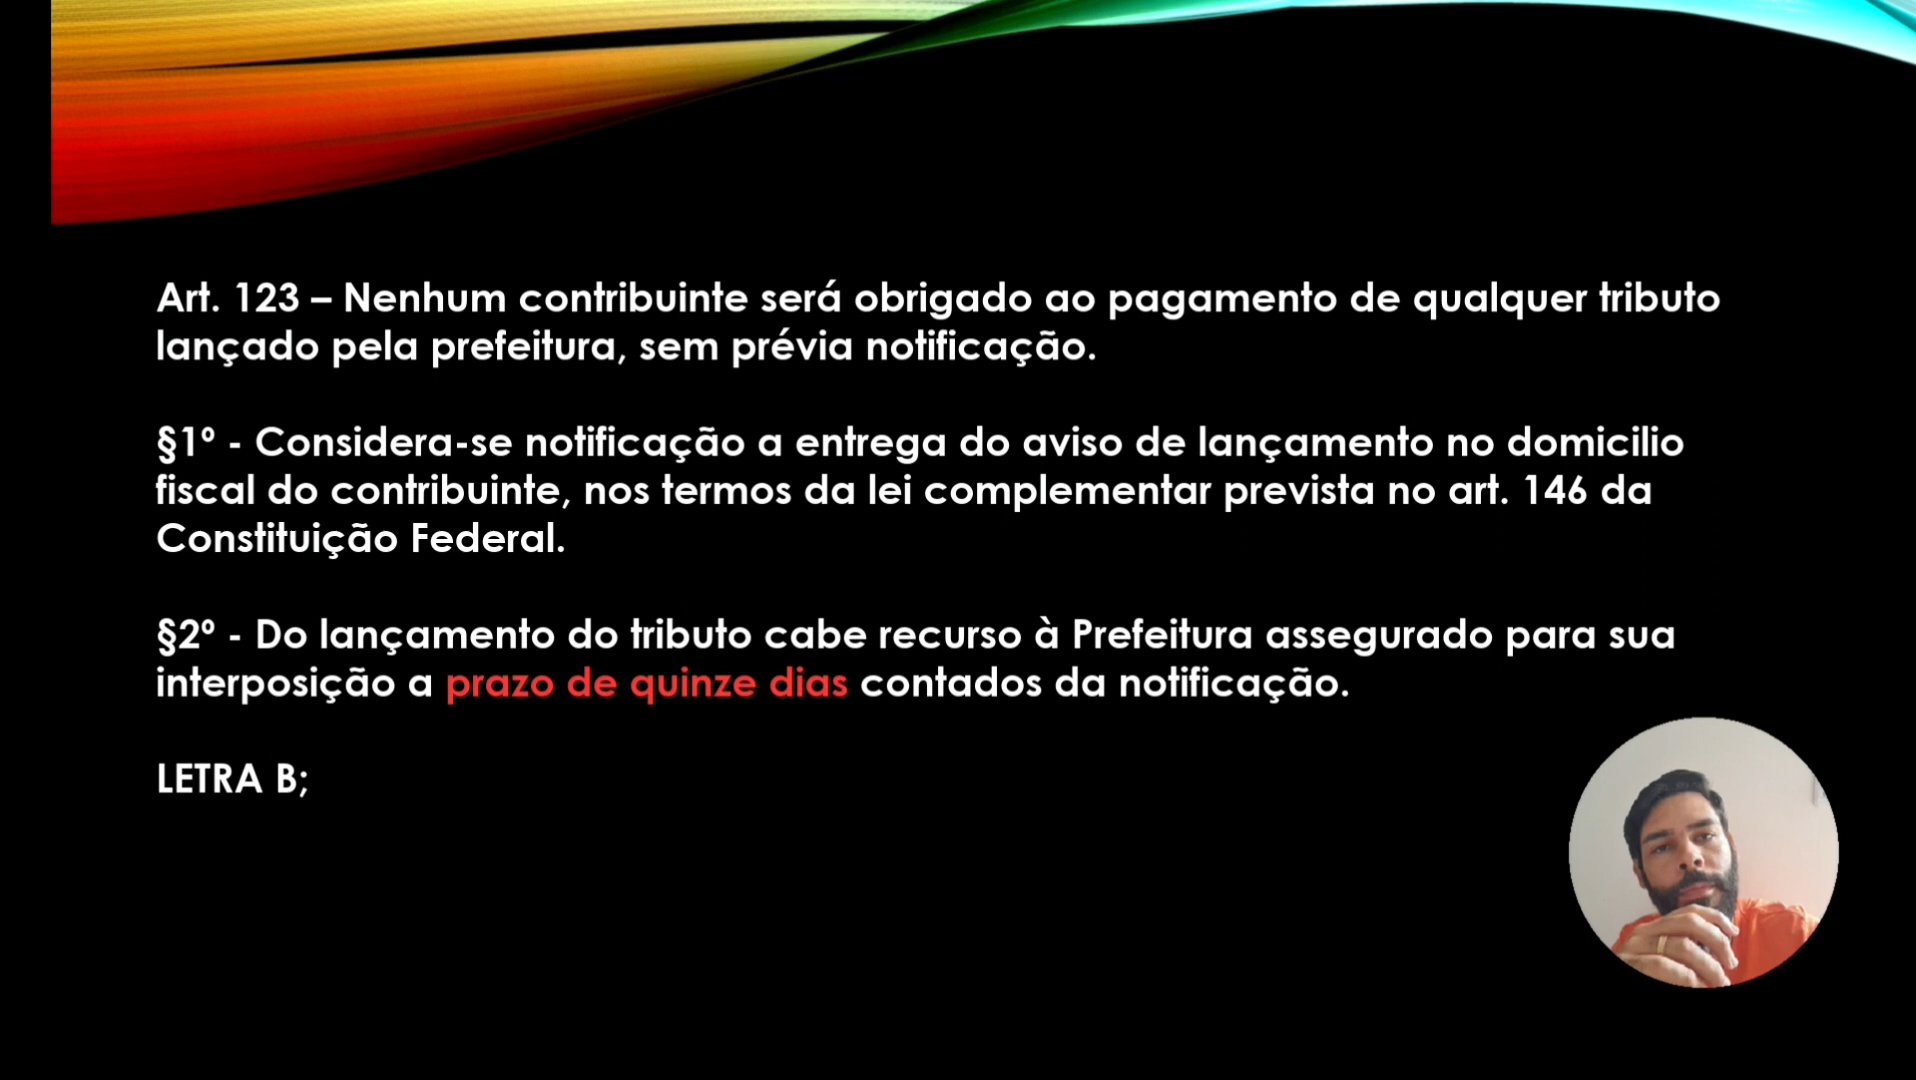 Art. 123 – Nenhum contribuinte será obrigado ao pagamento de qualquer tributo
lançado pela prefeitura, sem prévia notificação.
§1º - Considera-se notificação a entrega do aviso de lançamento no domicilio
fiscal do contribuinte, nos termos da lei complementar prevista no art. 146 da
Constituição Federal.
§2º - Do lançamento do tributo cabe recurso à Prefeitura assegurado para sua
interposição a prazo de quinze dias contados da notificação.
LETRA B;